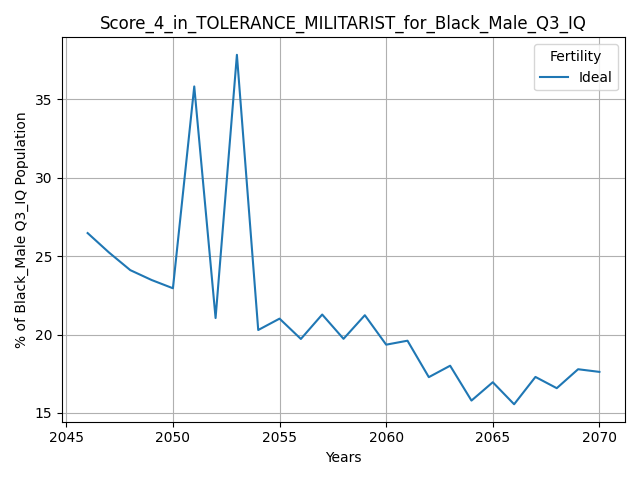 Score_4_in_TOLERANCE_MILITARIST_for_Black_Male_Q3_IQ
Fertility
Ideal
% of Black_Male Q3_IQ Population
35
30
25
20
15
2045
2050
2055
2060
2065
2070
Years